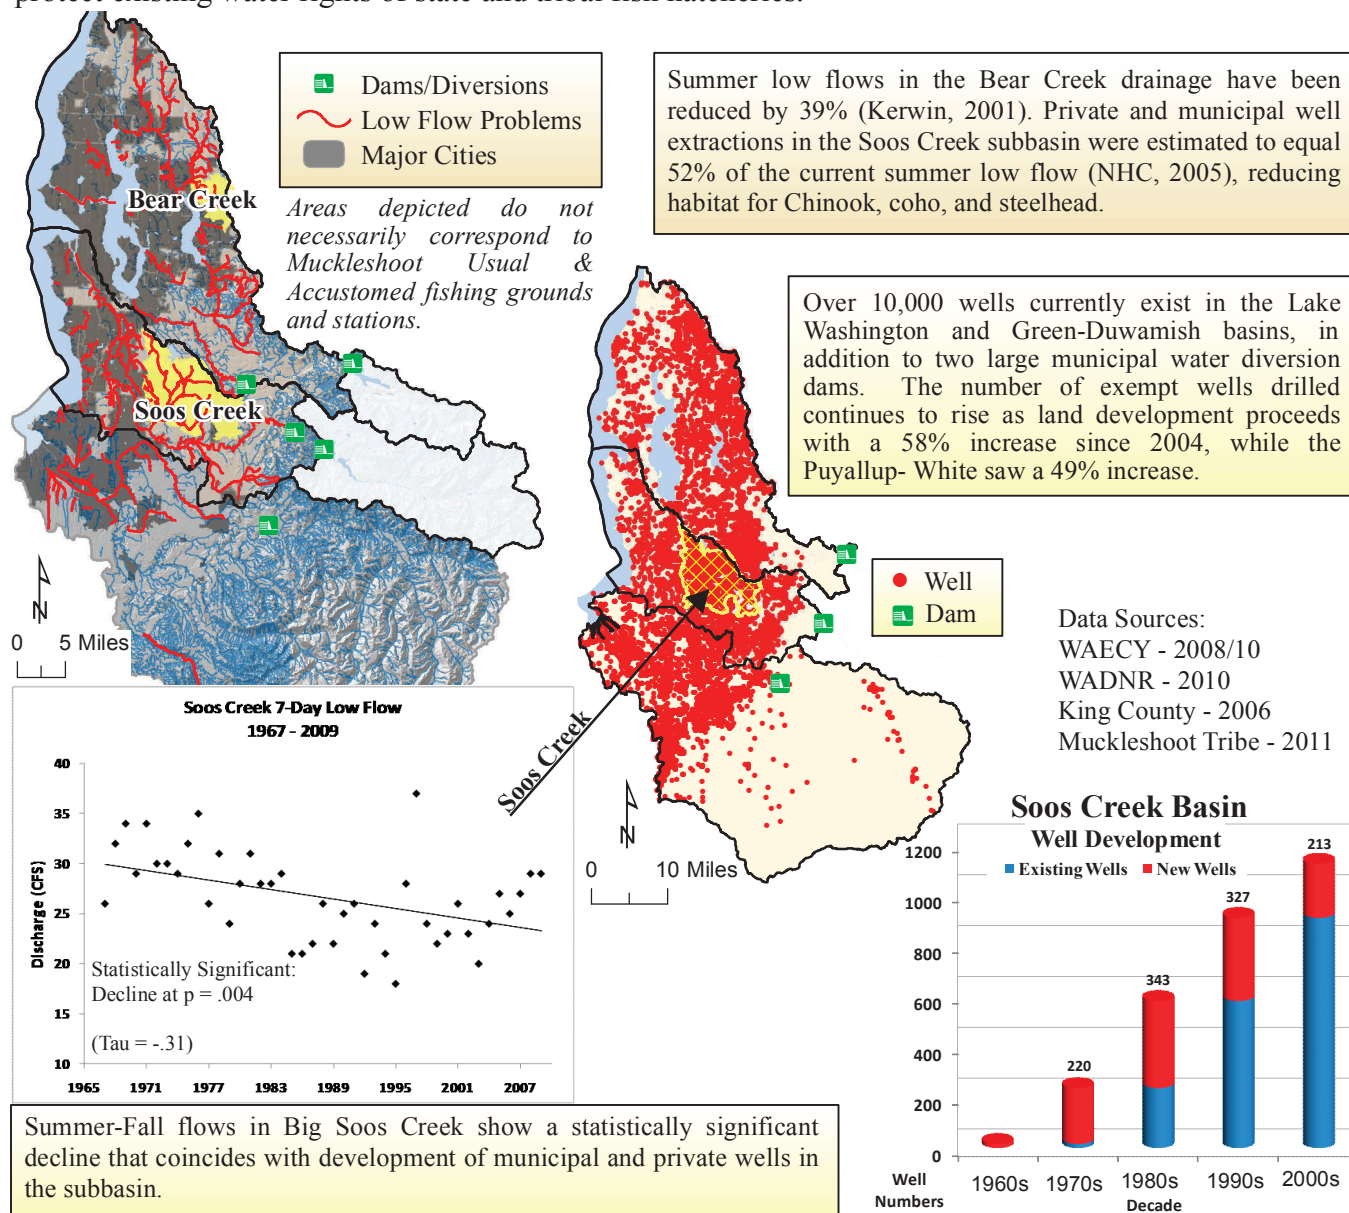 protect existing water rights of state and tribal fish hatcheries.
Dams/Diversions
Low Flow Problems
Major Cities
Summer low flows in the Bear Creek drainage have been
reduced by 39% (Kerwin, 2001). Private and municipal well
extractions in the Soos Creek subbasin were estimated to equal
52% of the current summer low flow (NHC, 2005), reducing
habitat for Chinook, coho, and steelhead.
Bear Creek
Areas depicted do not
necessarily correspond to
Muckleshoot Usual &
Accustomed fishing grounds
and stations.
Over 10,000 wells currently exist in the Lake
Washington and Green-Duwamish basins, in
addition to two large municipal water diversion
dams. The number of exempt wells drilled
continues to rise as land development proceeds
with a 58% increase since 2004, while the
Puyallup- White saw a 49% increase.
Soos Creek
N
0 5 Miles
Well
Dam
Data Sources:
WAECY - 2008/10
WADNR - 2010
King County - 2006
Muckleshoot Tribe - 2011
Soos Creek
N
0 10 Miles
Soos Creek 7-Day Low Flow
1967 - 2009
40
35
30
25
20
15
10
Discharge (CFS)
Statistically Significant:
Decline at p = .004
(Tau = -.31)
1965 1971 1977 1983 1989 1995 2001 2007
Soos Creek Basin
Well Development
Existing Wells New Wells
1200
1000
800
600
400
200
0
220
343
327
213
Well
Numbers
1960s 1970s 1980s 1990s 2000s
Decade
Summer-Fall flows in Big Soos Creek show a statistically significant
decline that coincides with development of municipal and private wells in
the subbasin.